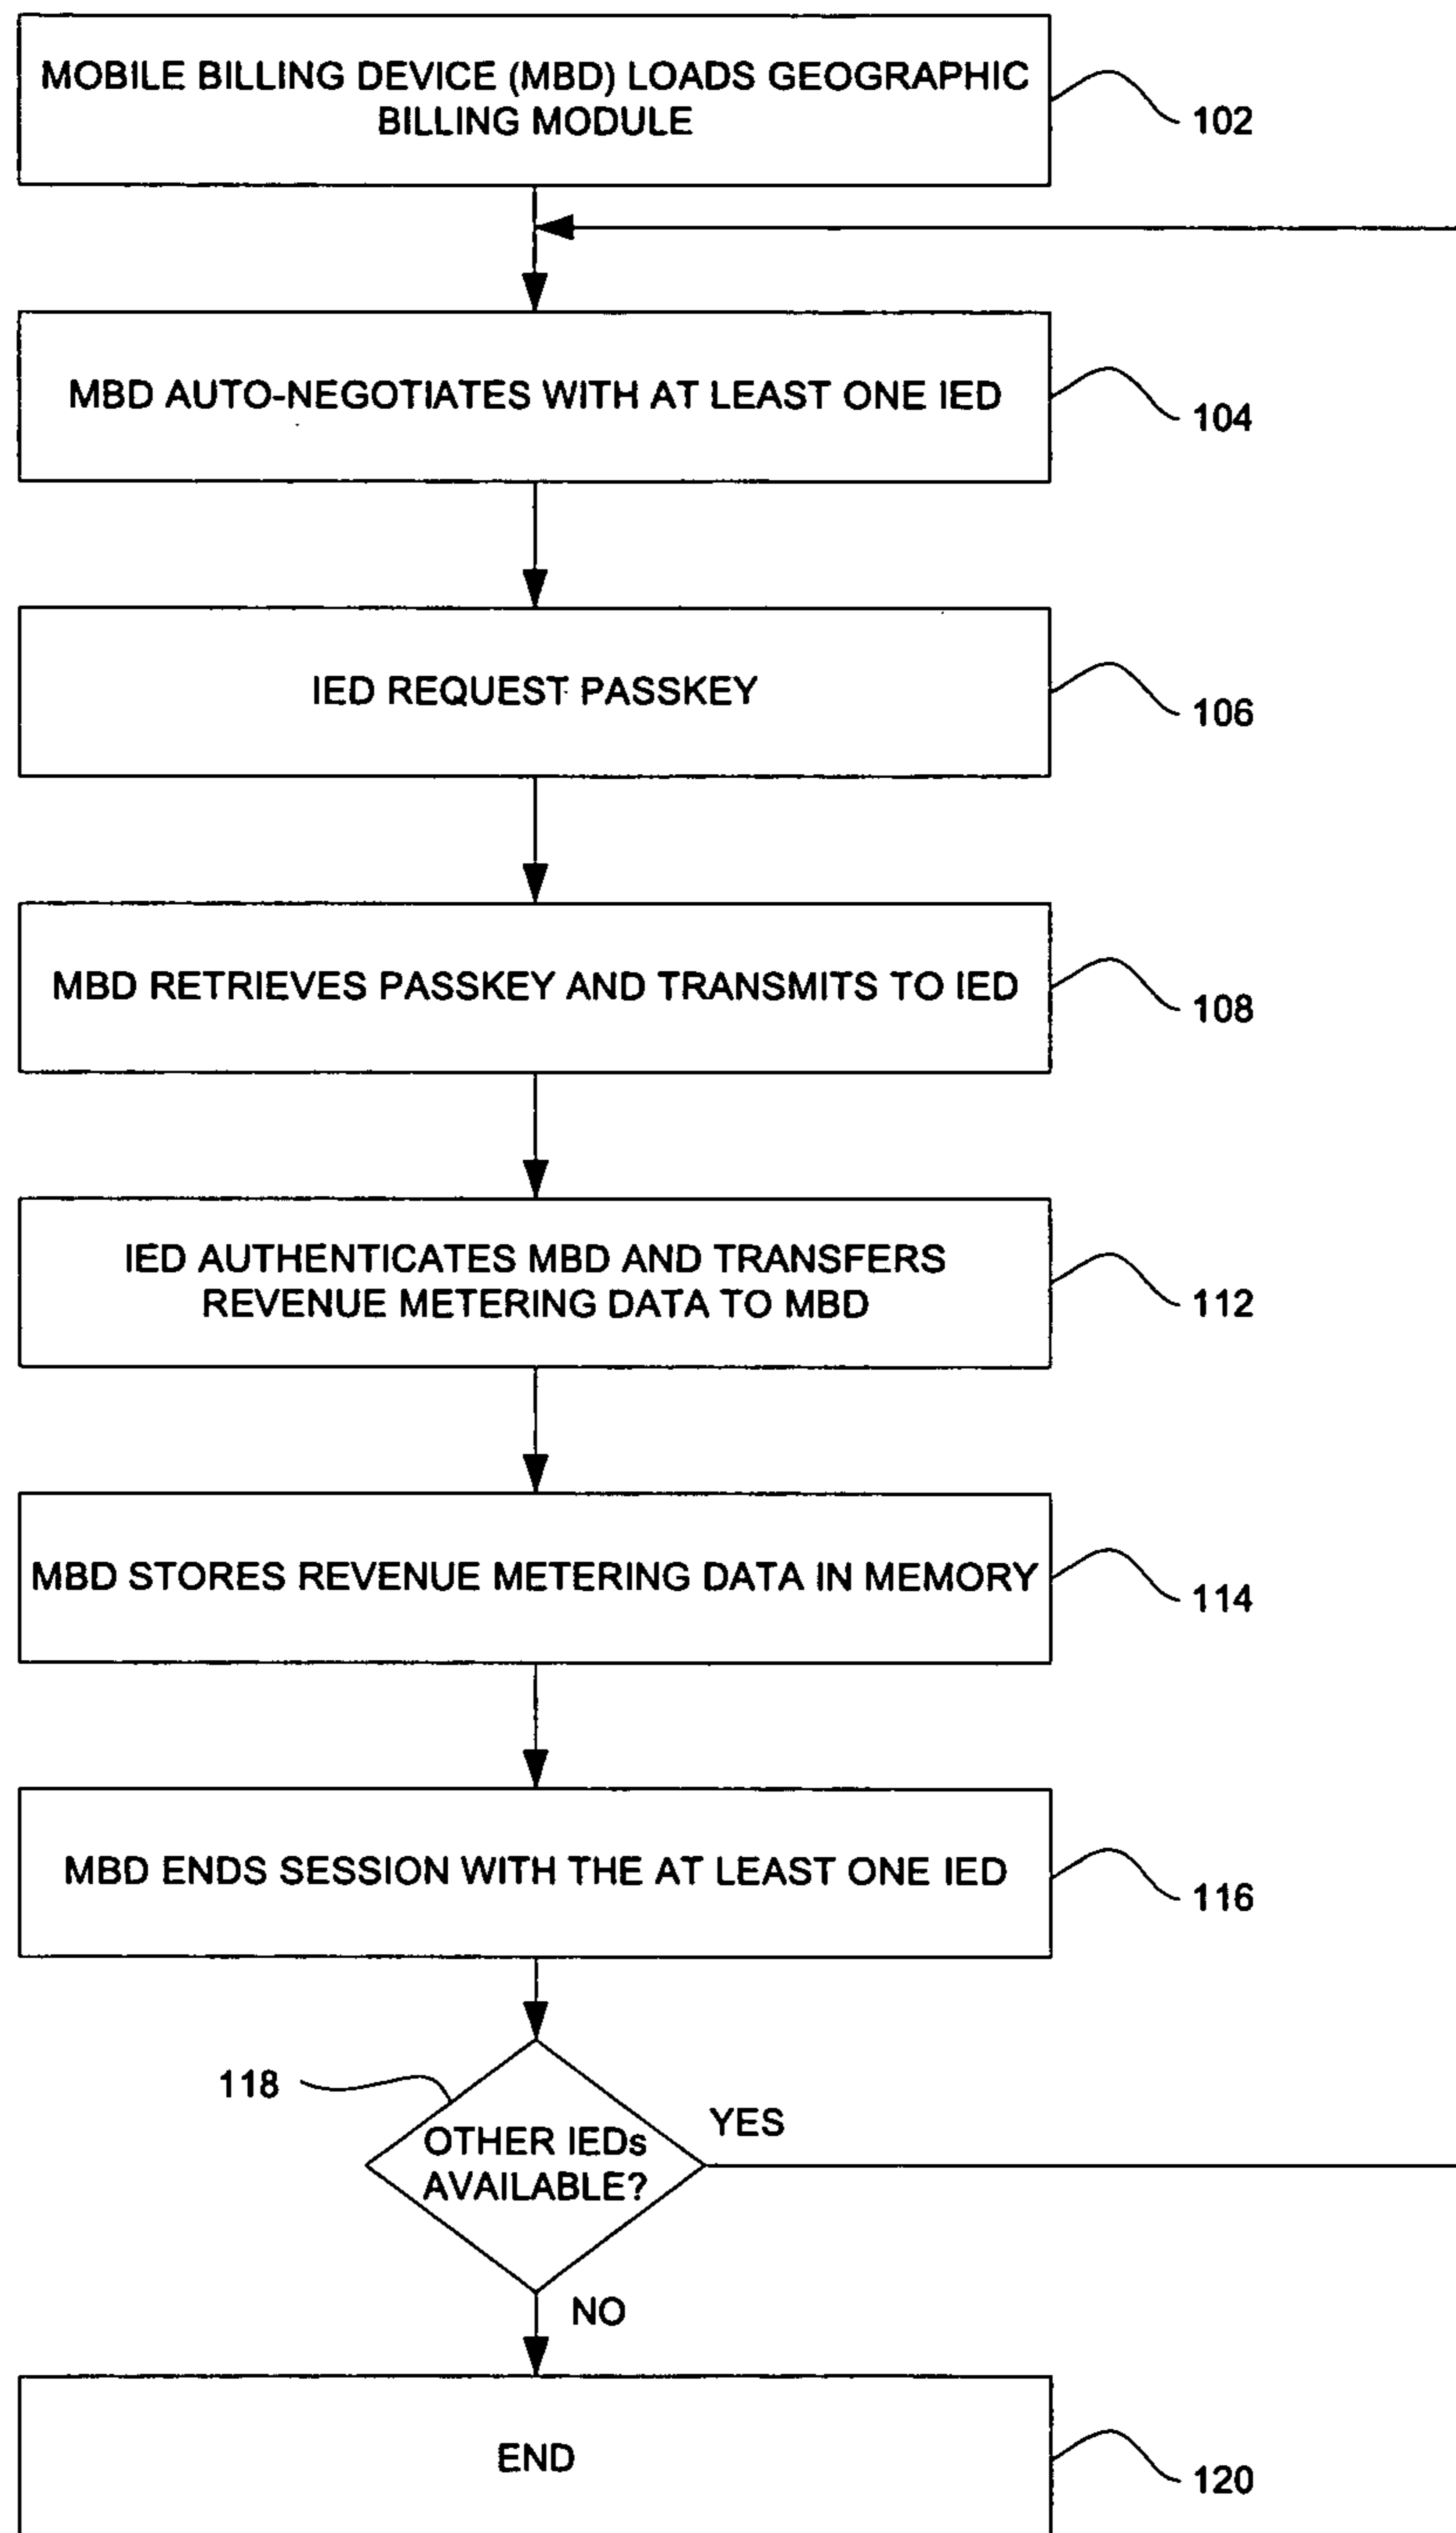 MOBILE BILLING DEVICE (MBD) LOADS GEOGRAPHIC
BILLING MODULE
102
MBD AUTO-NEGOTIATES WITH AT LEAST ONE IED
104
IED REQUEST PASSKEY
106
MBD RETRIEVES PASSKEY AND TRANSMITS TO IED
108
IED AUTHENTICATES MBD AND TRANSFERS
REVENUE METERING DATA TO MBD
112
MBD STORES REVENUE METERING DATA IN MEMORY
114
MBD ENDS SESSION WITH THE AT LEAST ONE IED
116
118
OTHER IEDs
AVAILABLE?
YES
NO
END
120